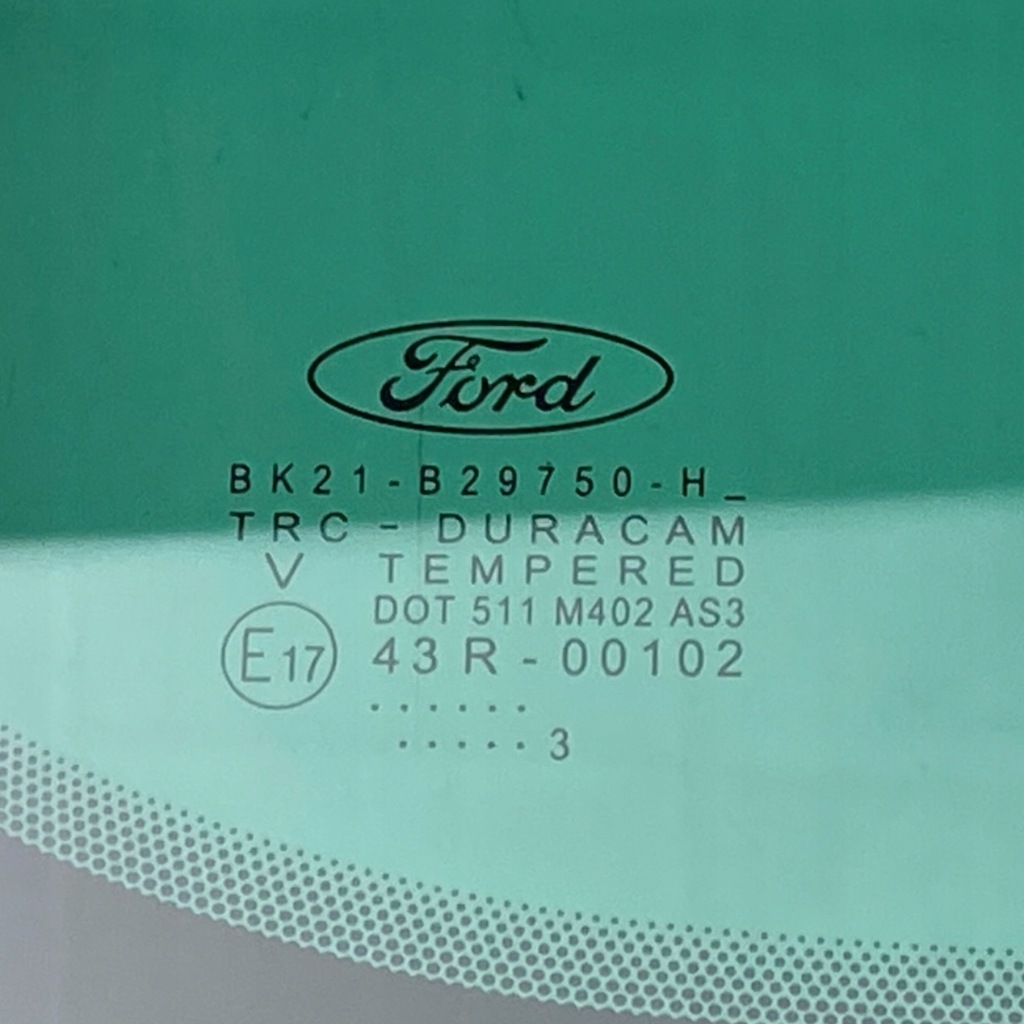 Ford
BK21-B29750-H_
TRC - DURACAM
V TEMPERED
DOT 511 M402 AS3
E17 43R-00102
. . . . . .
. . . . . 3